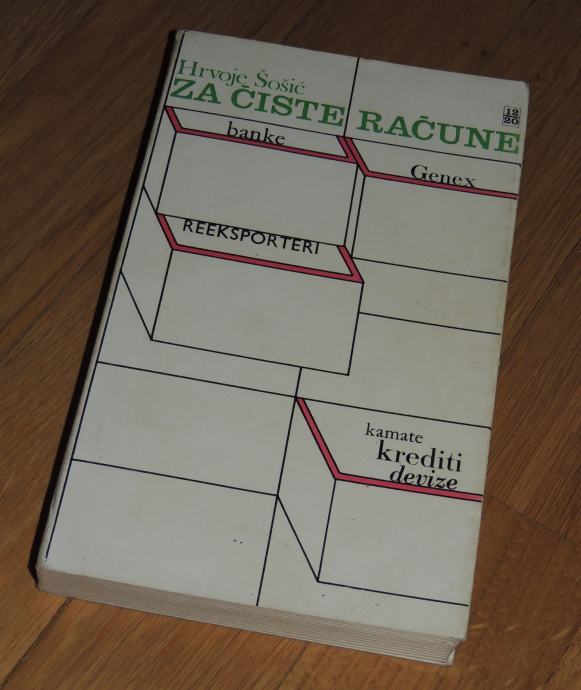 Hrvoje Šošić
ZA ČISTE RAČUNE
12
20
banke
Genex
REEKSPORTERI
kamate
krediti
devize